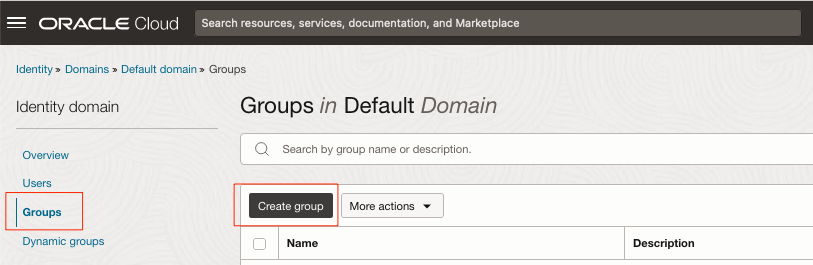 ORACLE Cloud Search resources, services, documentation, and Marketplace
Identity » Domains » Default domain » Groups
Identity domain
Overview
Users
Groups
Dynamic groups
Groups in Default Domain
Search by group name or description.
Create group More actions
Name Description